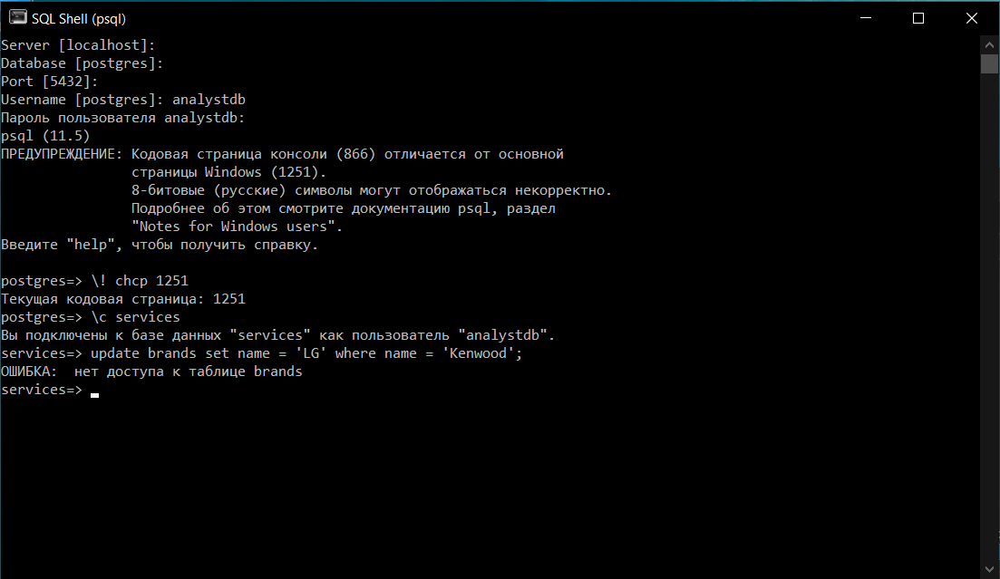 SQL Shell (psql)
Server [localhost]:
Database [postgres]:
Port [5432]:
Username [postgres]: analystdb
Пароль пользователя analystdb:
psql (11.5)
ПРЕДУПРЕЖДЕНИЕ: Кодовая страница консоли (866) отличается от основной
                страницы Windows (1251).
                8-битовые (русские) символы могут отображаться некорректно.
                Подробнее об этом смотрите документацию psql, раздел
                "Notes for Windows users".
Введите "help", чтобы получить справку.

postgres=> \! chcp 1251
Текущая кодовая страница: 1251
postgres=> \c services
Вы подключены к базе данных "services" как пользователь "analystdb".
services=> update brands set name = 'LG' where name = 'Kenwood';
ОШИБКА:  нет доступа к таблице brands
services=>